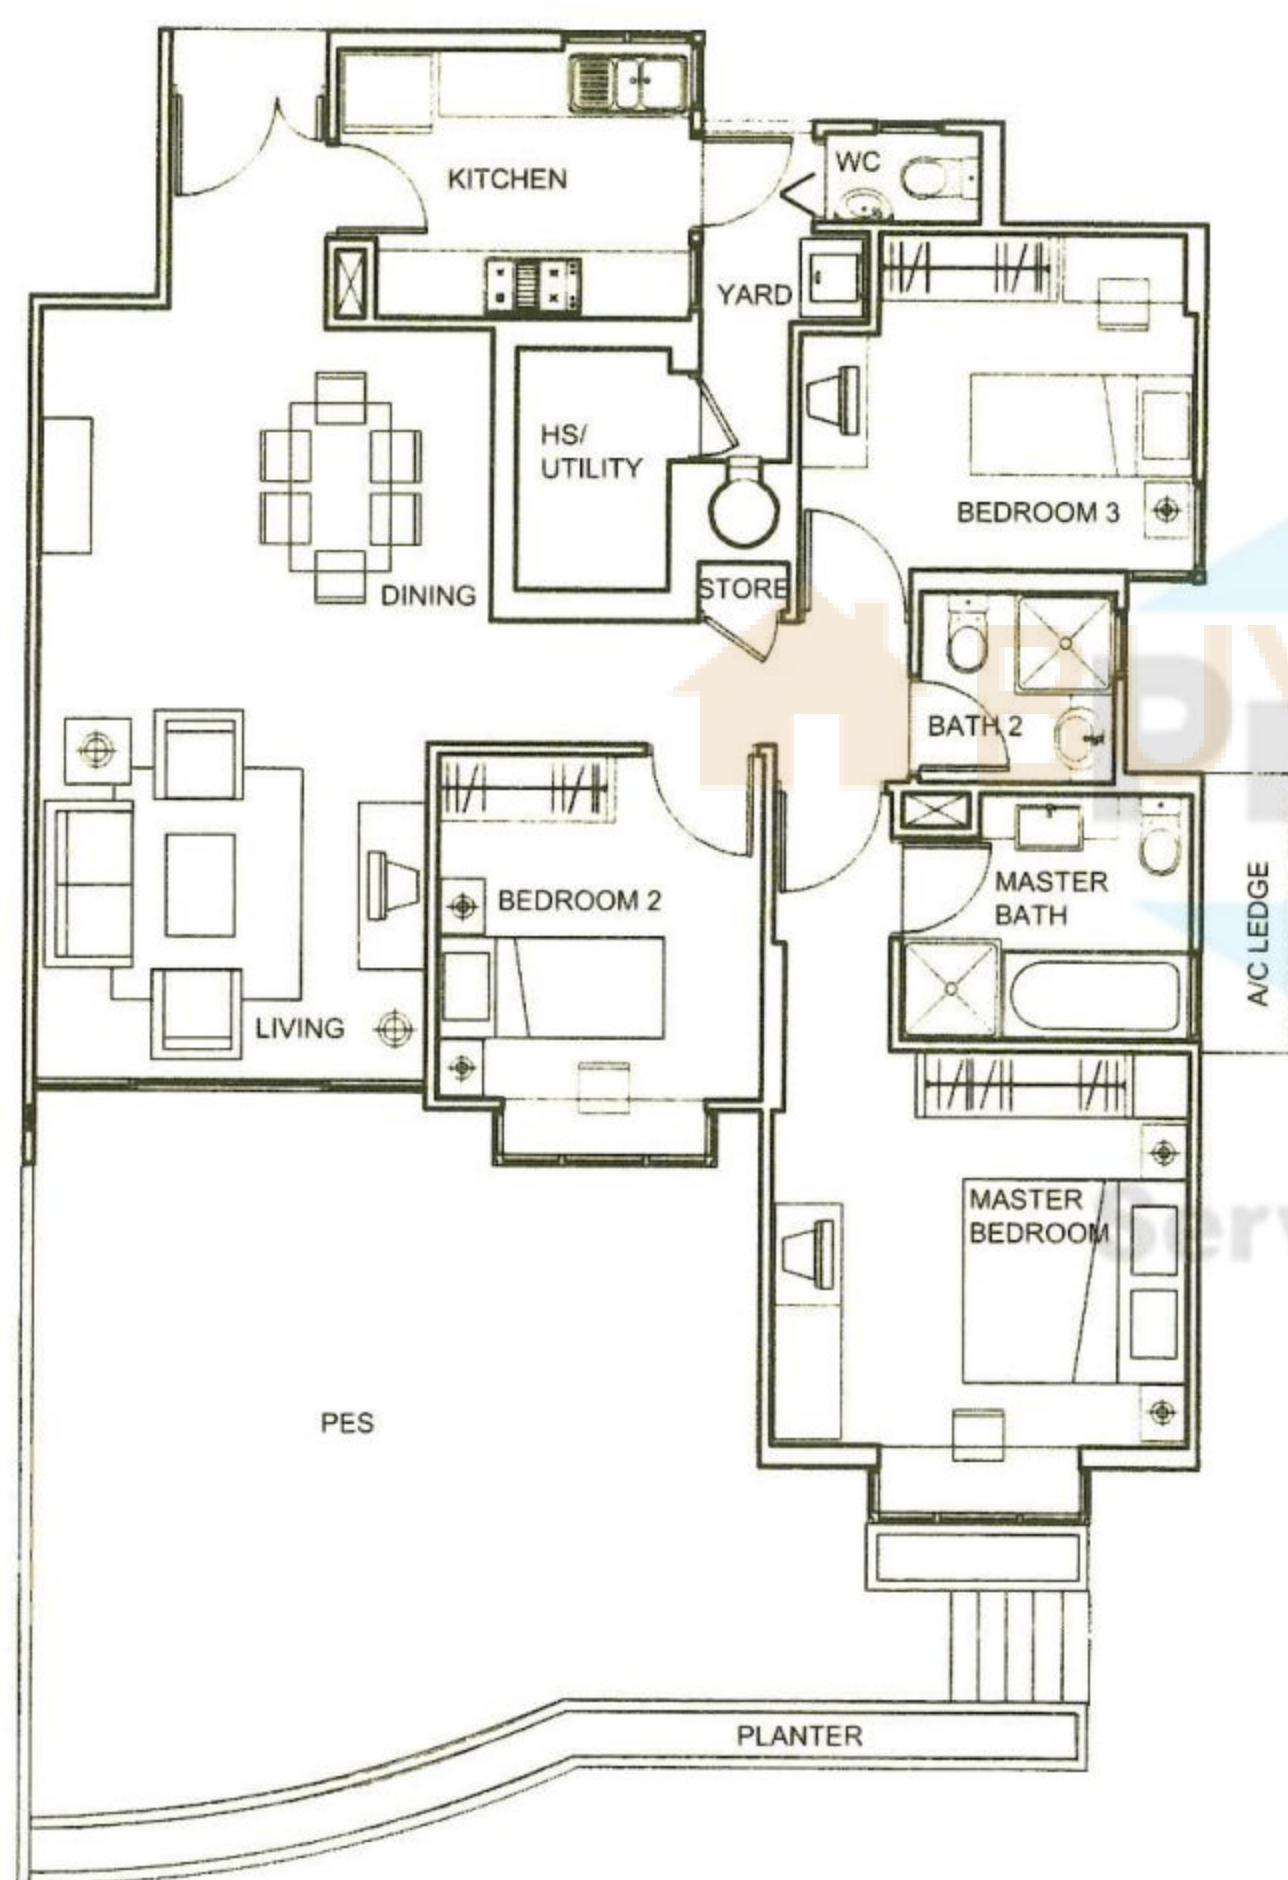 KITCHEN
WC
YARD
HS/
UTILITY
BEDROOM 3
STORE
DINING
BATH 2
BEDROOM 2
MASTER
BATH
A/C LEDGE
LIVING
MASTER
BEDROOM
PES
PLANTER